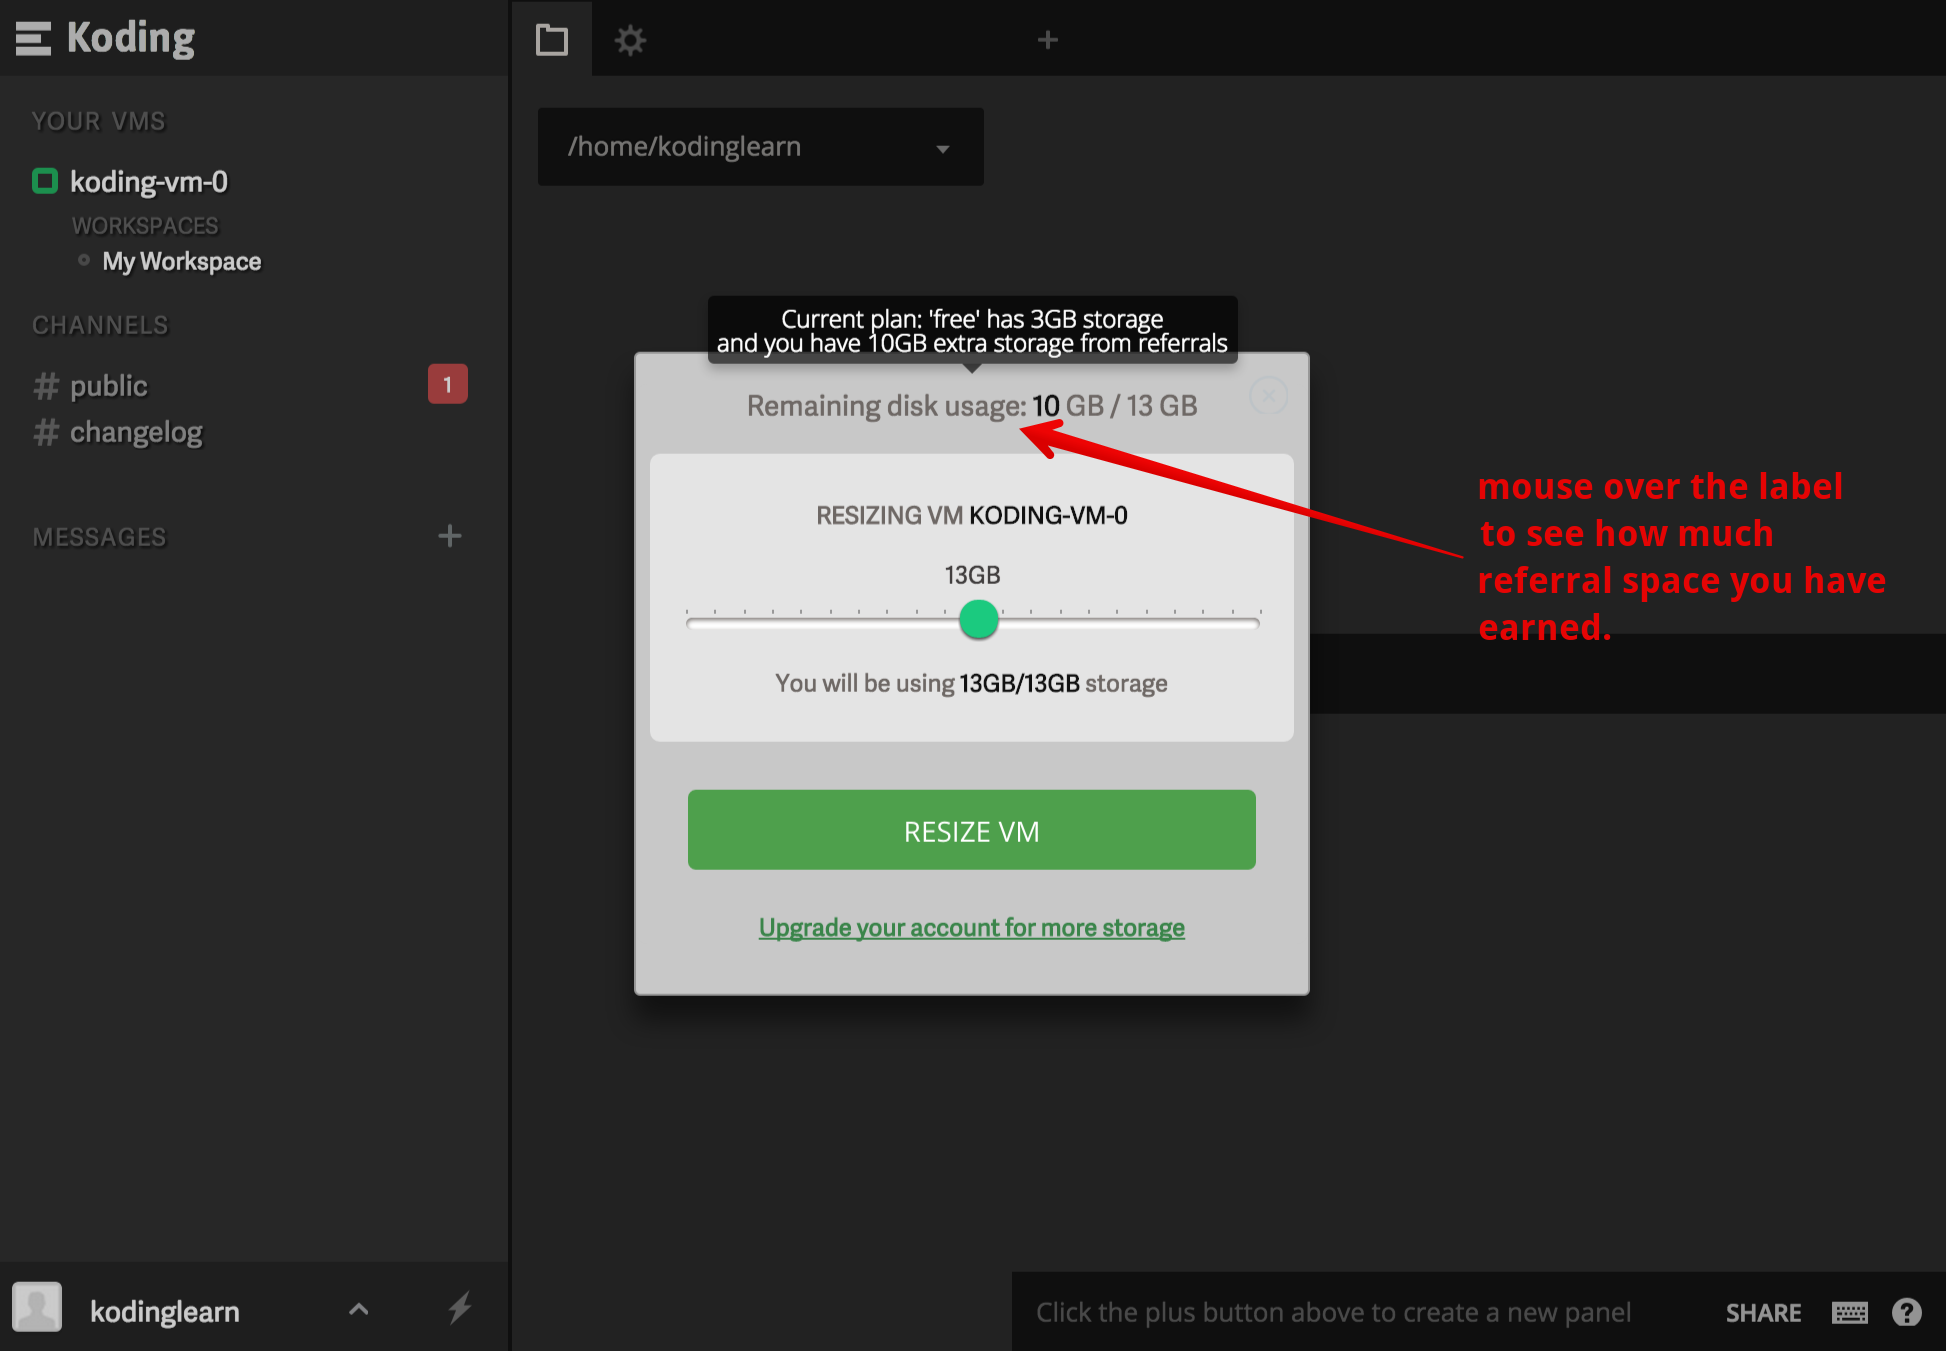 Koding
YOUR VMS
koding-vm-0
WORKSPACES
My Workspace
CHANNELS
# public
1
# changelog
MESSAGES
/home/kodinglearn
Current plan: 'free' has 3GB storage
and you have 10GB extra storage from referrals
Remaining disk usage: 10 GB / 13 GB
RESIZING VM KODING-VM-0
13GB
You will be using 13GB/13GB storage
RESIZE VM
Upgrade your account for more storage
mouse over the label
to see how much
referral space you have
earned.
kodinglearn
Click the plus button above to create a new panel
SHARE